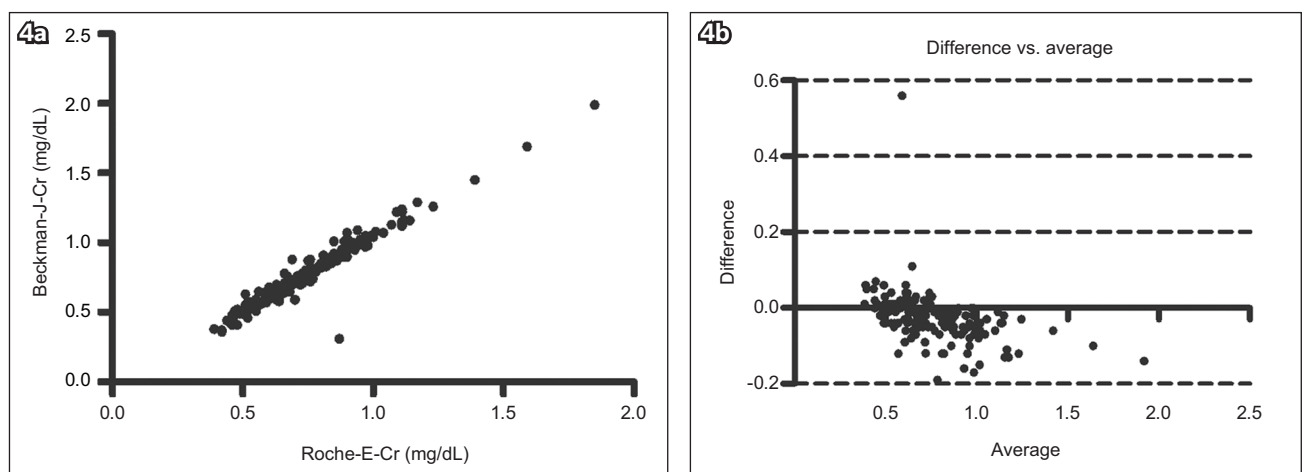 4a
2.5
2.0
1.5
1.0
0.5
0.0
Beckman-J-Cr (mg/dL)
0.0 0.5 1.0 1.5 2.0
Roche-E-Cr (mg/dL)
4b
Difference vs. average
0.6
0.4
0.2
0.0
-0.2
Difference
0.5 1.0 1.5 2.0 2.5
Average